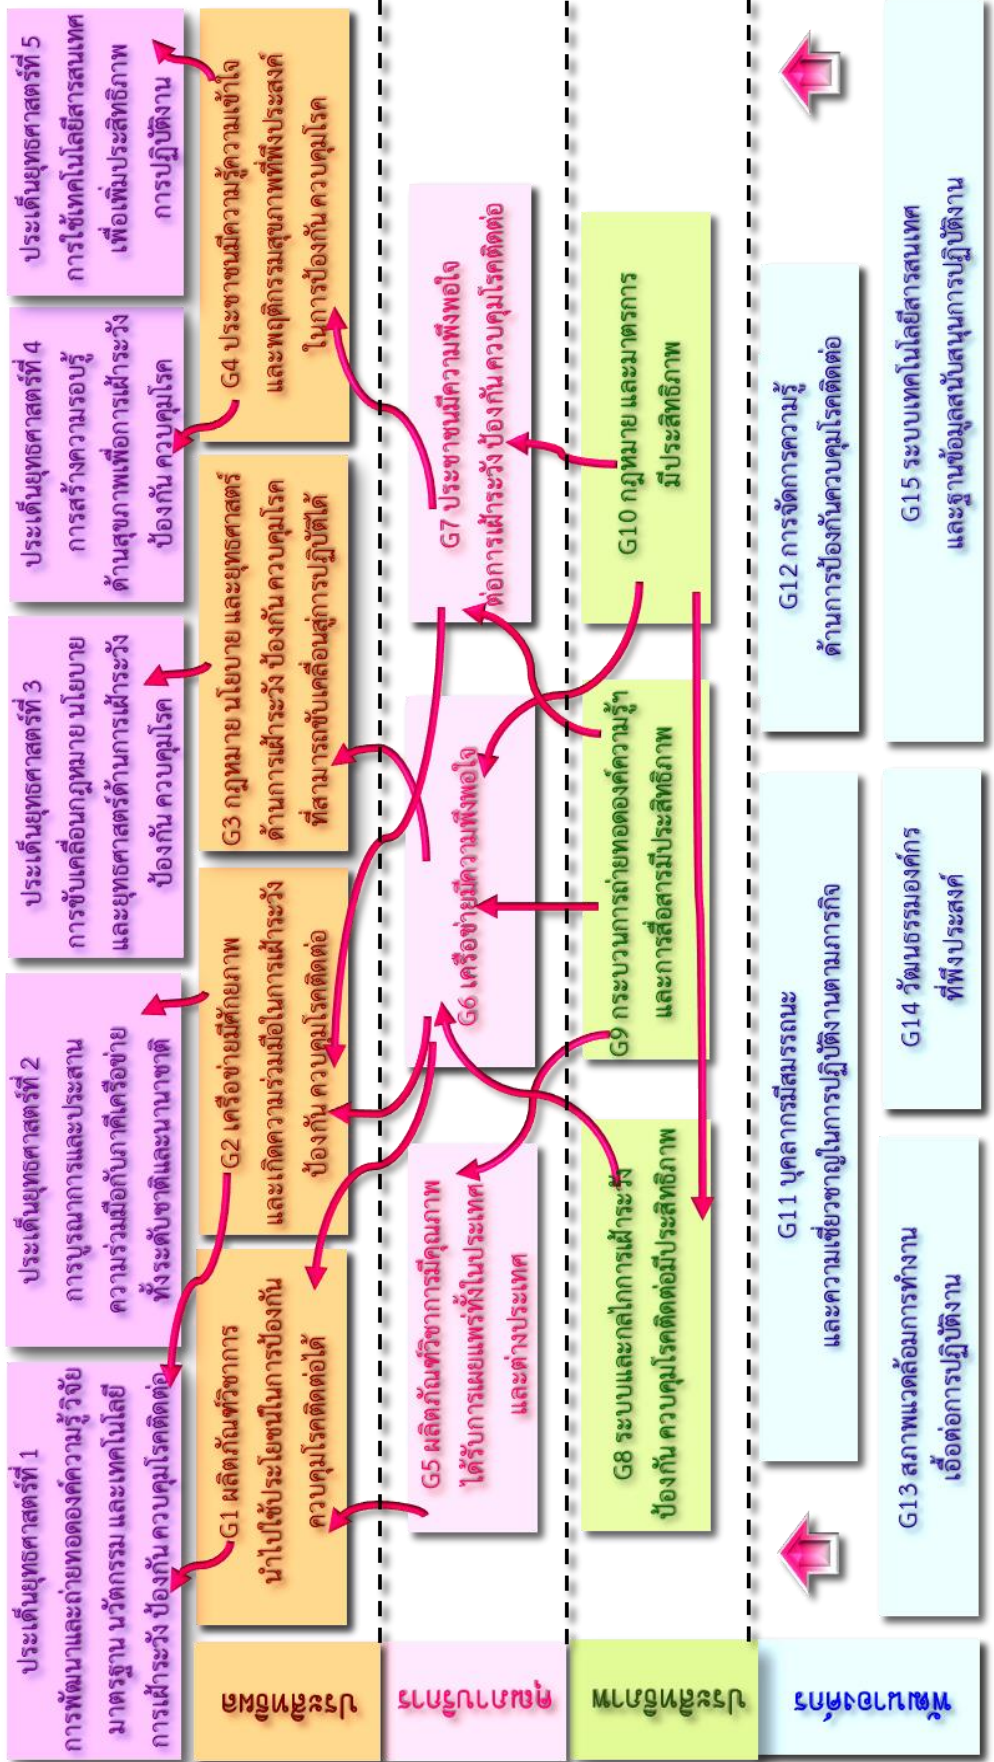 ประเด็นยุทธศาสตร์ที่ 1
การพัฒนาและถ่ายทอดองค์ความรู้ วิจัย
มาตรฐาน นวัตกรรม และเทคโนโลยี
การเฝ้าระวัง ป้องกัน ควบคุมโรคติดต่อ
ประเด็นยุทธศาสตร์ที่ 2
การบูรณาการและประสาน
ความร่วมมือกับภาคีเครือข่าย
ทั้งระดับชาติและนานาชาติ
ประเด็นยุทธศาสตร์ที่ 3
การขับเคลื่อนกฎหมาย นโยบาย
และยุทธศาสตร์ด้านการเฝ้าระวัง
ป้องกัน ควบคุมโรค
ประเด็นยุทธศาสตร์ที่ 4
การสร้างความรอบรู้
ด้านสุขภาพเพื่อการเฝ้าระวัง
ป้องกัน ควบคุมโรค
ประเด็นยุทธศาสตร์ที่ 5
การใช้เทคโนโลยีสารสนเทศ
เพื่อเพิ่มประสิทธิภาพ
การปฏิบัติงาน
ประสิทธิผล
G1 ผลิตภัณฑ์วิชาการ
นำไปใช้ประโยชน์ในการป้องกัน
ควบคุมโรคติดต่อได้
G2 เครือข่ายมีศักยภาพ
และเกิดความร่วมมือในการเฝ้าระวัง
ป้องกัน ควบคุมโรคติดต่อ
G3 กฎหมาย นโยบาย และยุทธศาสตร์
ด้านการเฝ้าระวัง ป้องกัน ควบคุมโรค
ที่สามารถขับเคลื่อนสู่การปฏิบัติได้
G4 ประชาชนมีความรู้ความเข้าใจ
และพฤติกรรมสุขภาพที่พึงประสงค์
ในการป้องกัน ควบคุมโรค
คุณภาพบริการ
G5 ผลิตภัณฑ์วิชาการมีคุณภาพ
ได้รับการเผยแพร่ทั้งในประเทศ
และต่างประเทศ
G6 เครือข่ายมีความพึงพอใจ
G7 ประชาชนมีความพึงพอใจ
ต่อการเฝ้าระวัง ป้องกัน ควบคุมโรคติดต่อ
ประสิทธิภาพ
G8 ระบบและกลไกการเฝ้าระวัง
ป้องกัน ควบคุมโรคติดต่อมีประสิทธิภาพ
G9 กระบวนการถ่ายทอดองค์ความรู้ฯ
และการสื่อสารมีประสิทธิภาพ
G10 กฎหมาย และมาตรการ
มีประสิทธิภาพ
พัฒนาองค์กร
G11 บุคลากรมีสมรรถนะ
และความเชี่ยวชาญในการปฏิบัติงานตามภารกิจ
G12 การจัดการความรู้
ด้านการป้องกันควบคุมโรคติดต่อ
G13 สภาพแวดล้อมการทำงาน
เอื้อต่อการปฏิบัติงาน
G14 วัฒนธรรมองค์กร
ที่พึงประสงค์
G15 ระบบเทคโนโลยีสารสนเทศ
และฐานข้อมูลสนับสนุนการปฏิบัติงาน